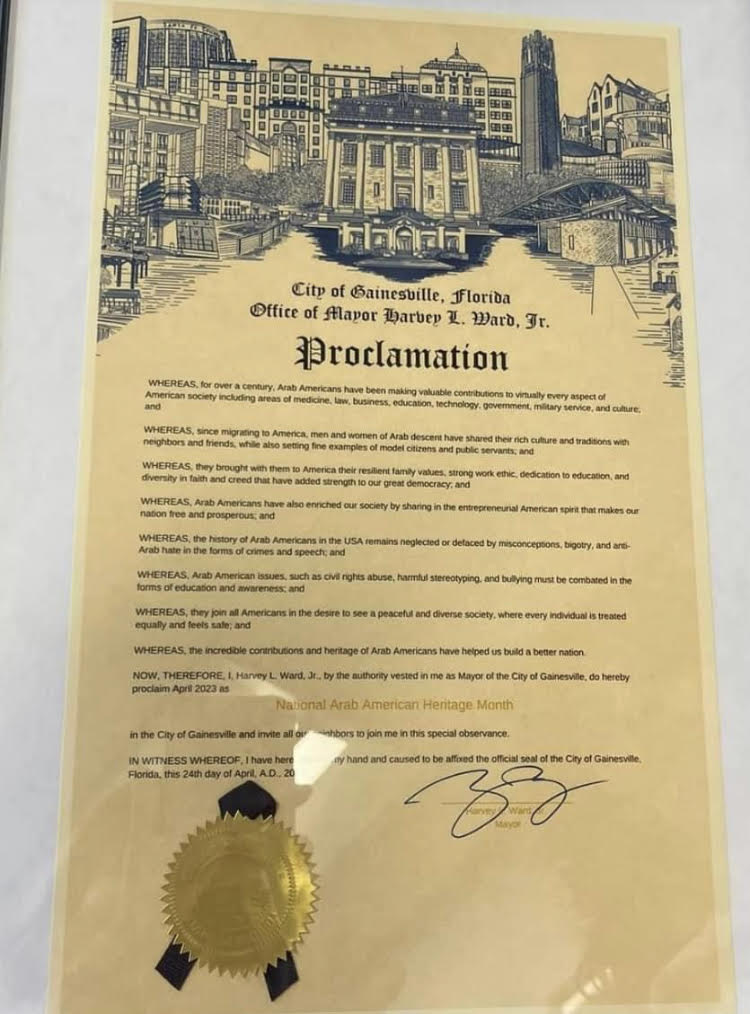 City of Gainesville, Florida
Office of Mayor Harvey L. Ward, Jr.
Proclamation
WHEREAS, for over a century, Arab Americans have been making valuable contributions to virtually every aspect of
American society including areas of medicine, law, business, education, technology, government, military service, and culture;
and
WHEREAS, since migrating to America, men and women of Arab descent have shared their rich culture and traditions with
neighbors and friends, while also setting fine examples of model citizens and public servants; and
WHEREAS, they brought with them to America their resilient family values, strong work ethic, dedication to education, and
diversity in faith and creed that have added strength to our great democracy; and
WHEREAS, Arab Americans have also enriched our society by sharing in the entrepreneurial American spirit that makes our
nation free and prosperous; and
WHEREAS, the history of Arab Americans in the USA remains neglected or defaced by misconceptions, bigotry, and anti-
Arab hate in the forms of crimes and speech; and
WHEREAS, Arab American issues, such as civil rights abuse, harmful stereotyping, and bullying must be combated in the
forms of education and awareness; and
WHEREAS, they join all Americans in the desire to see a peaceful and diverse society, where every individual is treated
equally and feels safe; and
WHEREAS, the incredible contributions and heritage of Arab Americans have helped us build a better nation.
NOW, THEREFORE, I, Harvey L. Ward, Jr., by the authority vested in me as Mayor of the City of Gainesville, do hereby
proclaim April 2023 as
National Arab American Heritage Month
in the City of Gainesville and invite all our neighbors to join me in this special observance.
IN WITNESS WHEREOF, I have here my hand and caused to be affixed the official seal of the City of Gainesville,
Florida, this 24th day of April, A.D., 20
Harvey L. Ward, Jr.
Mayor